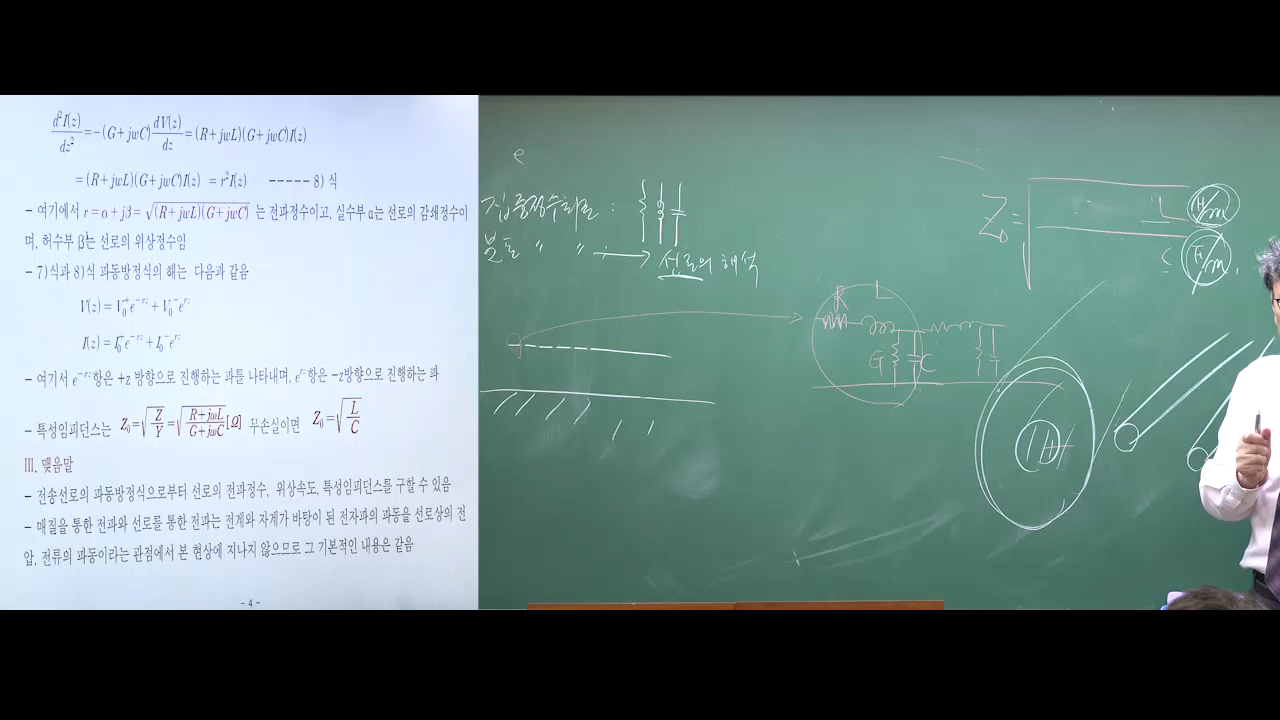 d²I(z)/dz² = -(G+jwC) dV(z)/dz = (R+jwL)(G+jwC)I(z)
= (R+jwL)(G+jwC)I(z) = r²I(z) ----- 8) 식
- 여기에서 r = α + jβ = √(R+jwL)(G+jwC) 는 전파정수이고, 실수부 α는 선로의 감쇄정수이
며, 허수부 β는 선로의 위상정수임
- 7)식과 8)식 파동방정식의 해는 다음과 같음
V(z) = V₀⁺e⁻ʳᶻ + V₀⁻eʳᶻ
I(z) = I₀⁺e⁻ʳᶻ + I₀⁻eʳᶻ
- 여기서 e⁻ʳᶻ항은 +z 방향으로 진행하는 파를 나타내며, eʳᶻ항은 -z방향으로 진행하는 파
- 특성임피던스는 Z₀=√(Z/Y)=√((R+jωL)/(G+jωC))[Ω] 무손실이면 Z₀=√(L/C)
III. 맺음말
- 전송선로의 파동방정식으로부터 선로의 전파정수, 위상속도, 특성임피던스를 구할 수 있음
- 매질을 통한 전파와 선로를 통한 전파는 전계와 자계가 바탕이 된 전자파의 파동을 선로상의 전
압, 전류의 파동이라는 관점에서 본 현상에 지나지 않으므로 그 기본적인 내용은 같음
- 4 -
e
집중정수회로 :
분포 〃 〃 : → 선로의 해석
R L
G C
Z₀ = √
L H/m
C F/m